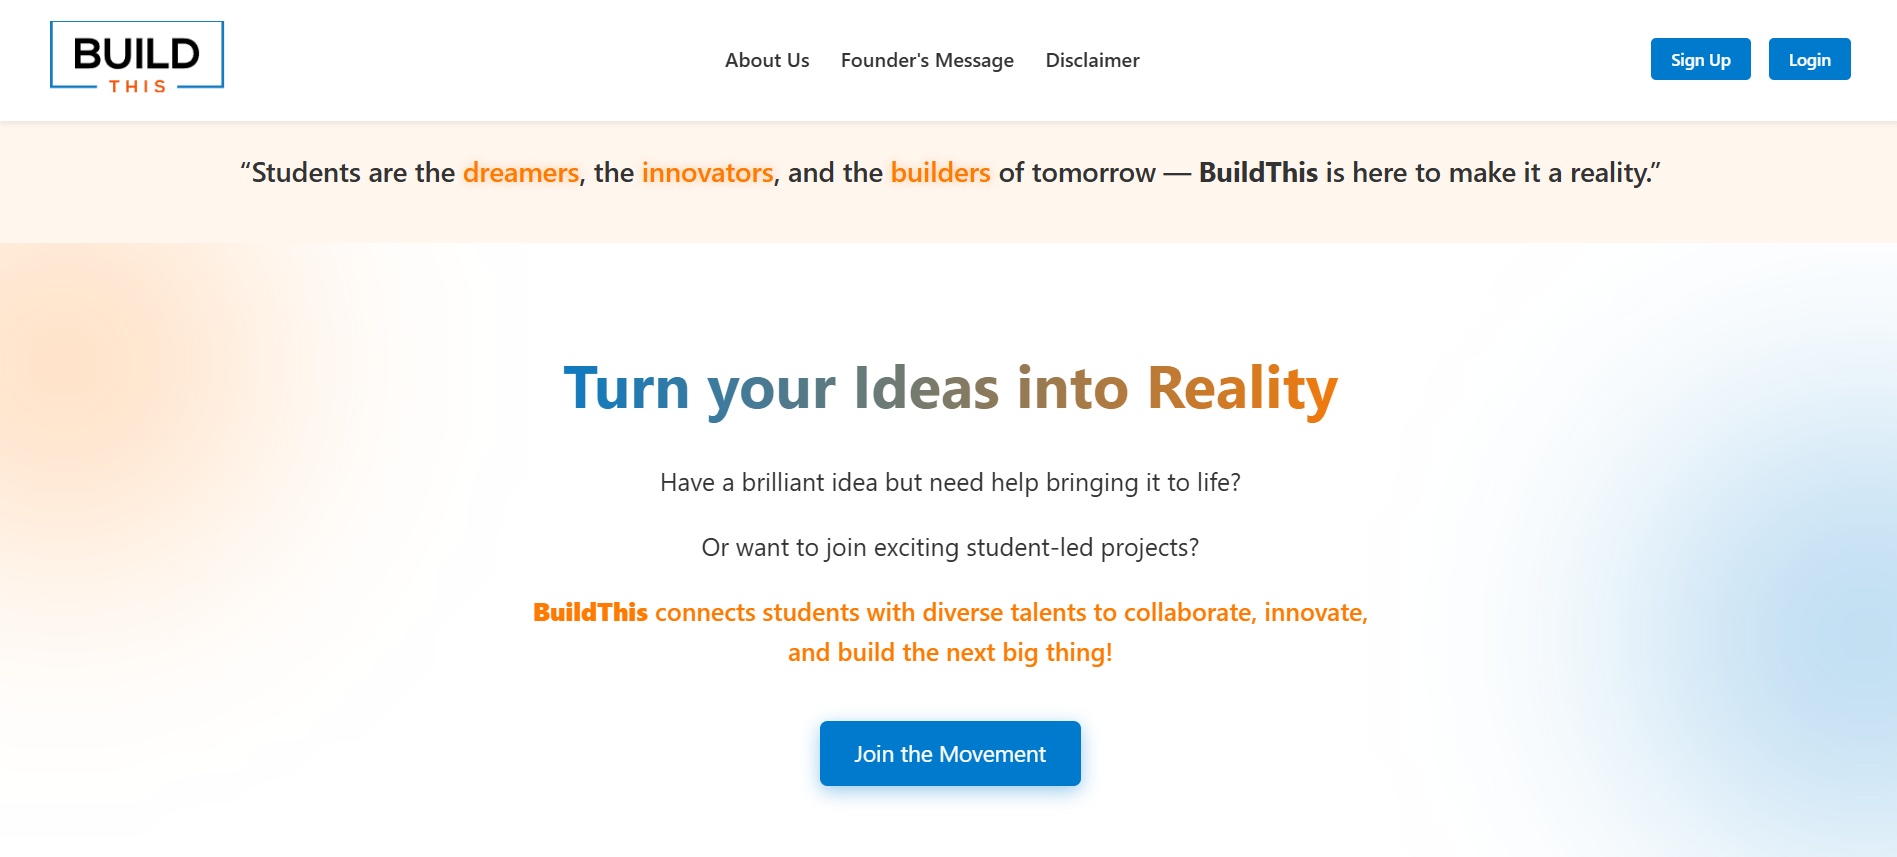 BUILD
THIS
About Us
Founder's Message
Disclaimer
Sign Up
Login
“Students are the dreamers, the innovators, and the builders of tomorrow — BuildThis is here to make it a reality.”
Turn your Ideas into Reality
Have a brilliant idea but need help bringing it to life?
Or want to join exciting student-led projects?
BuildThis connects students with diverse talents to collaborate, innovate,
and build the next big thing!
Join the Movement